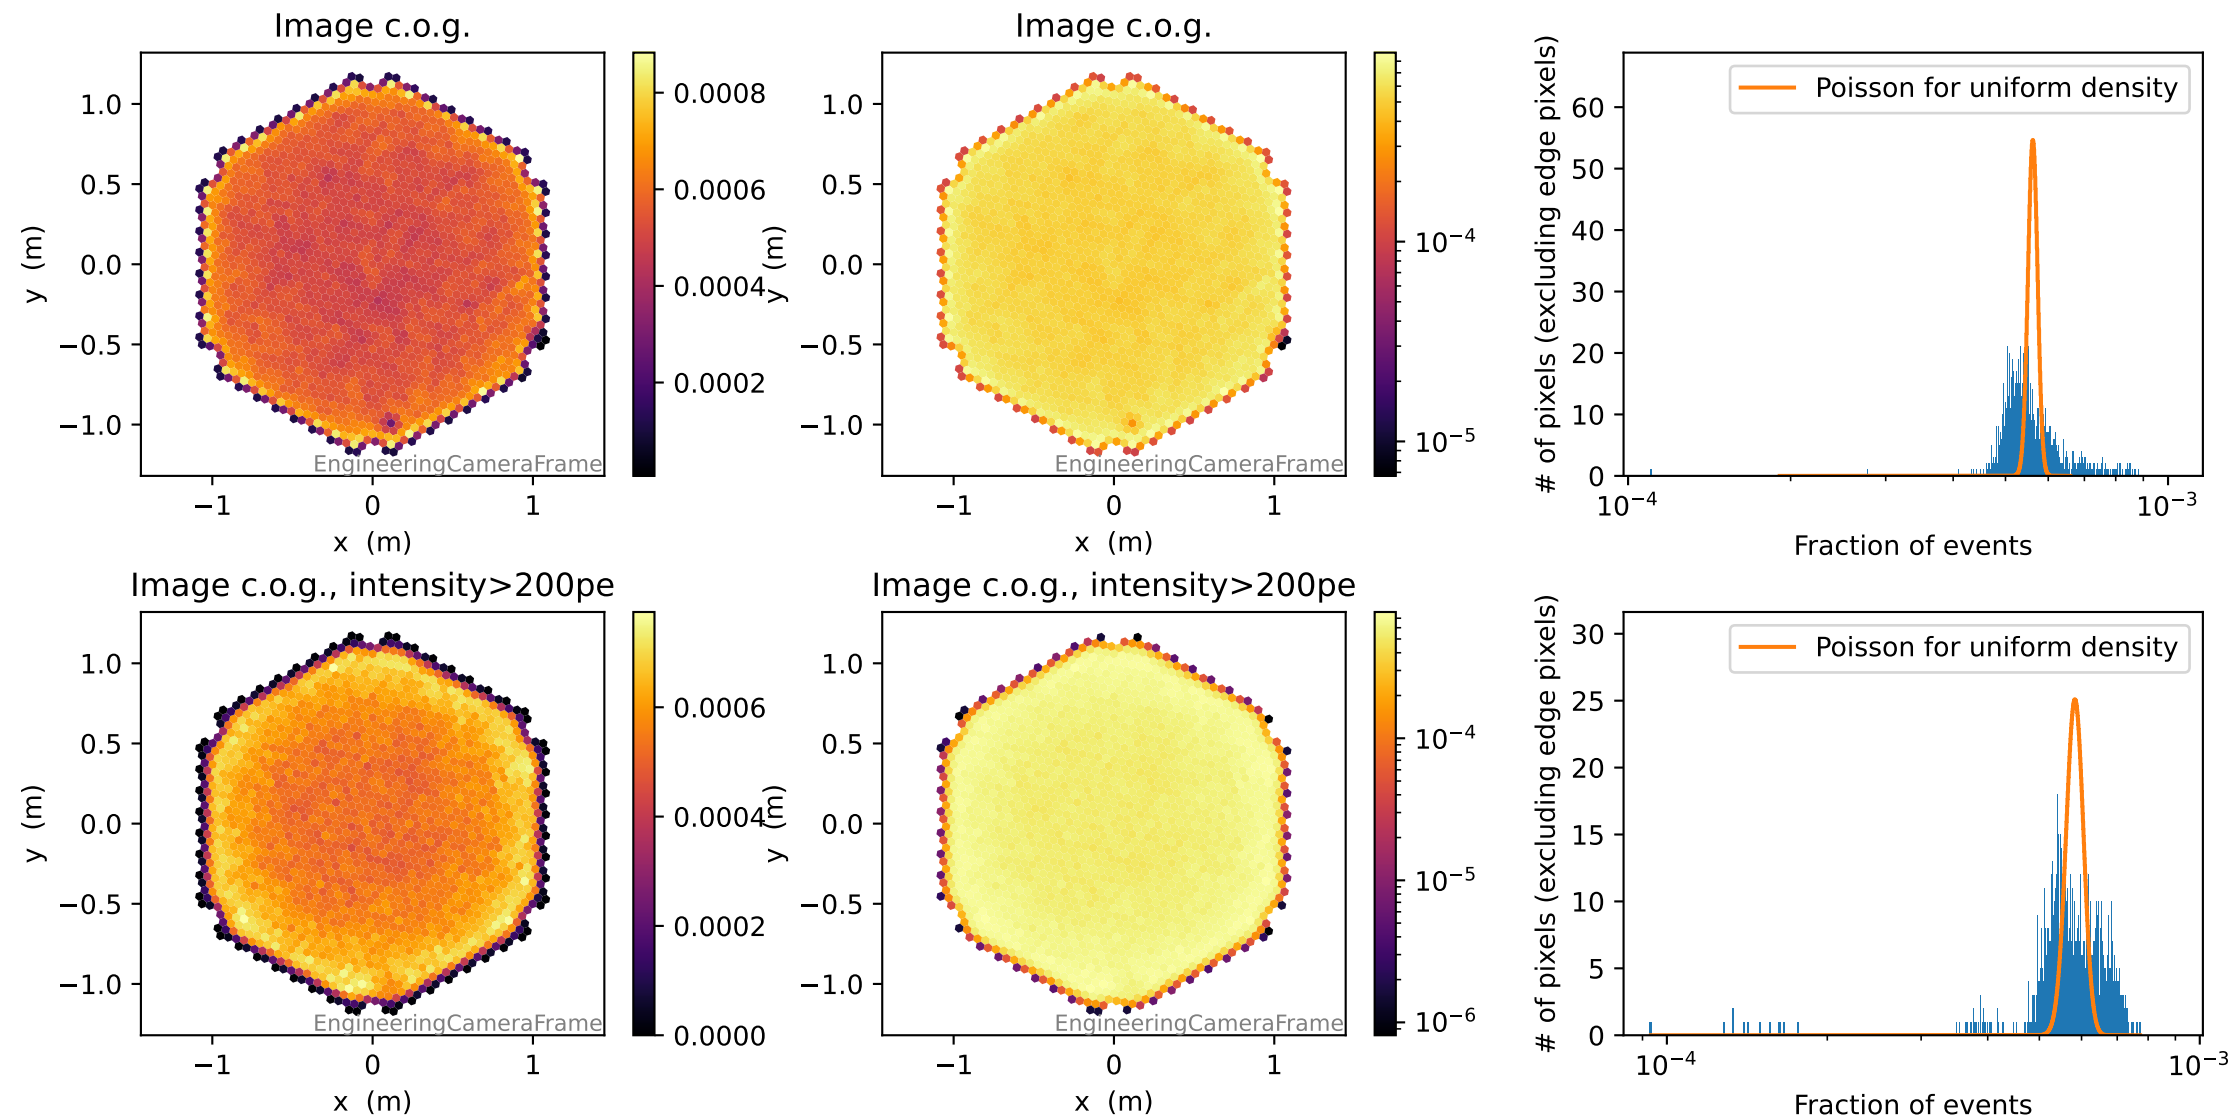 Image c.o.g.
y (m)
1.0
0.5
0.0
−0.5
−1.0
−1
0
1
x (m)
EngineeringCameraFrame
0.0008
0.0006
0.0004
0.0002
Image c.o.g.
y (m)
1.0
0.5
0.0
−0.5
−1.0
−1
0
1
x (m)
EngineeringCameraFrame
10⁻⁴
10⁻⁵
# of pixels (excluding edge pixels)
60
50
40
30
20
10
0
Poisson for uniform density
10⁻⁴
10⁻³
Fraction of events
Image c.o.g., intensity>200pe
y (m)
1.0
0.5
0.0
−0.5
−1.0
−1
0
1
x (m)
EngineeringCameraFrame
0.0006
0.0004
0.0002
0.0000
Image c.o.g., intensity>200pe
y (m)
1.0
0.5
0.0
−0.5
−1.0
−1
0
1
x (m)
EngineeringCameraFrame
10⁻⁴
10⁻⁵
10⁻⁶
# of pixels (excluding edge pixels)
30
25
20
15
10
5
0
Poisson for uniform density
10⁻⁴
10⁻³
Fraction of events